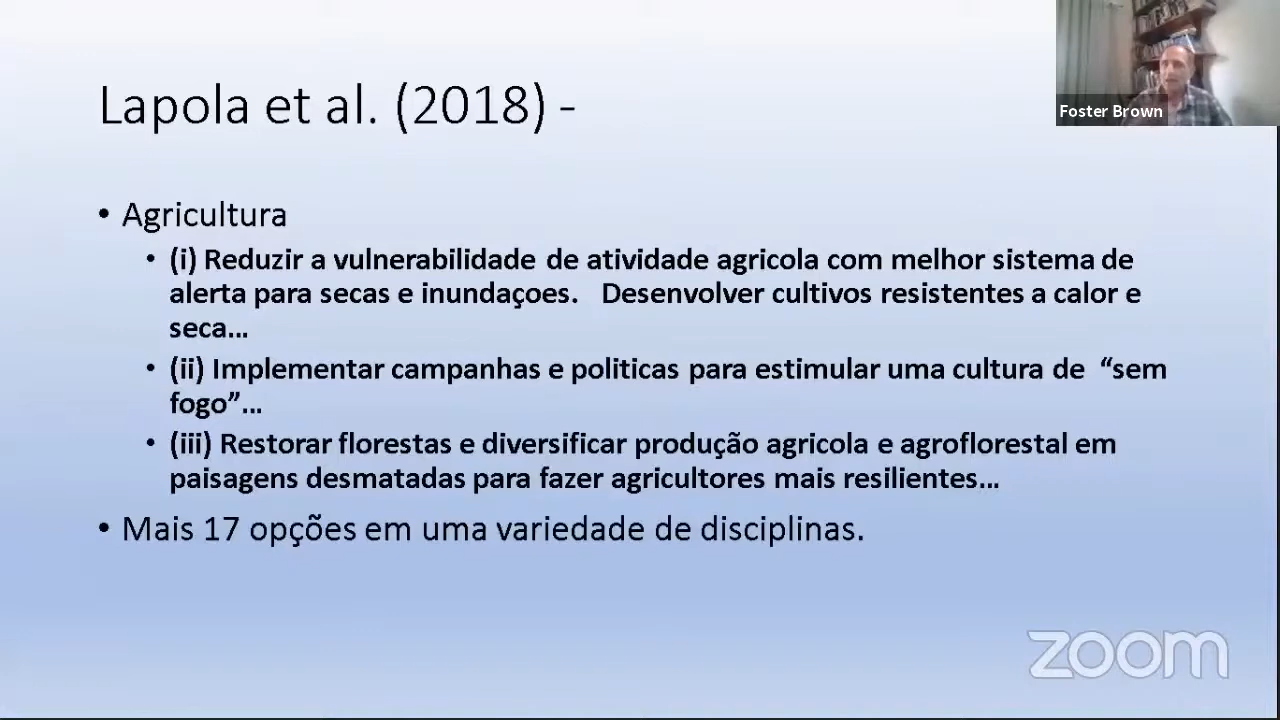 Lapola et al. (2018) -
Foster Brown
• Agricultura
• (i) Reduzir a vulnerabilidade de atividade agricola com melhor sistema de
alerta para secas e inundaçoes. Desenvolver cultivos resistentes a calor e
seca...
• (ii) Implementar campanhas e politicas para estimular uma cultura de “sem
fogo”...
• (iii) Restorar florestas e diversificar produção agricola e agroflorestal em
paisagens desmatadas para fazer agricultores mais resilientes...
• Mais 17 opções em uma variedade de disciplinas.
zoom